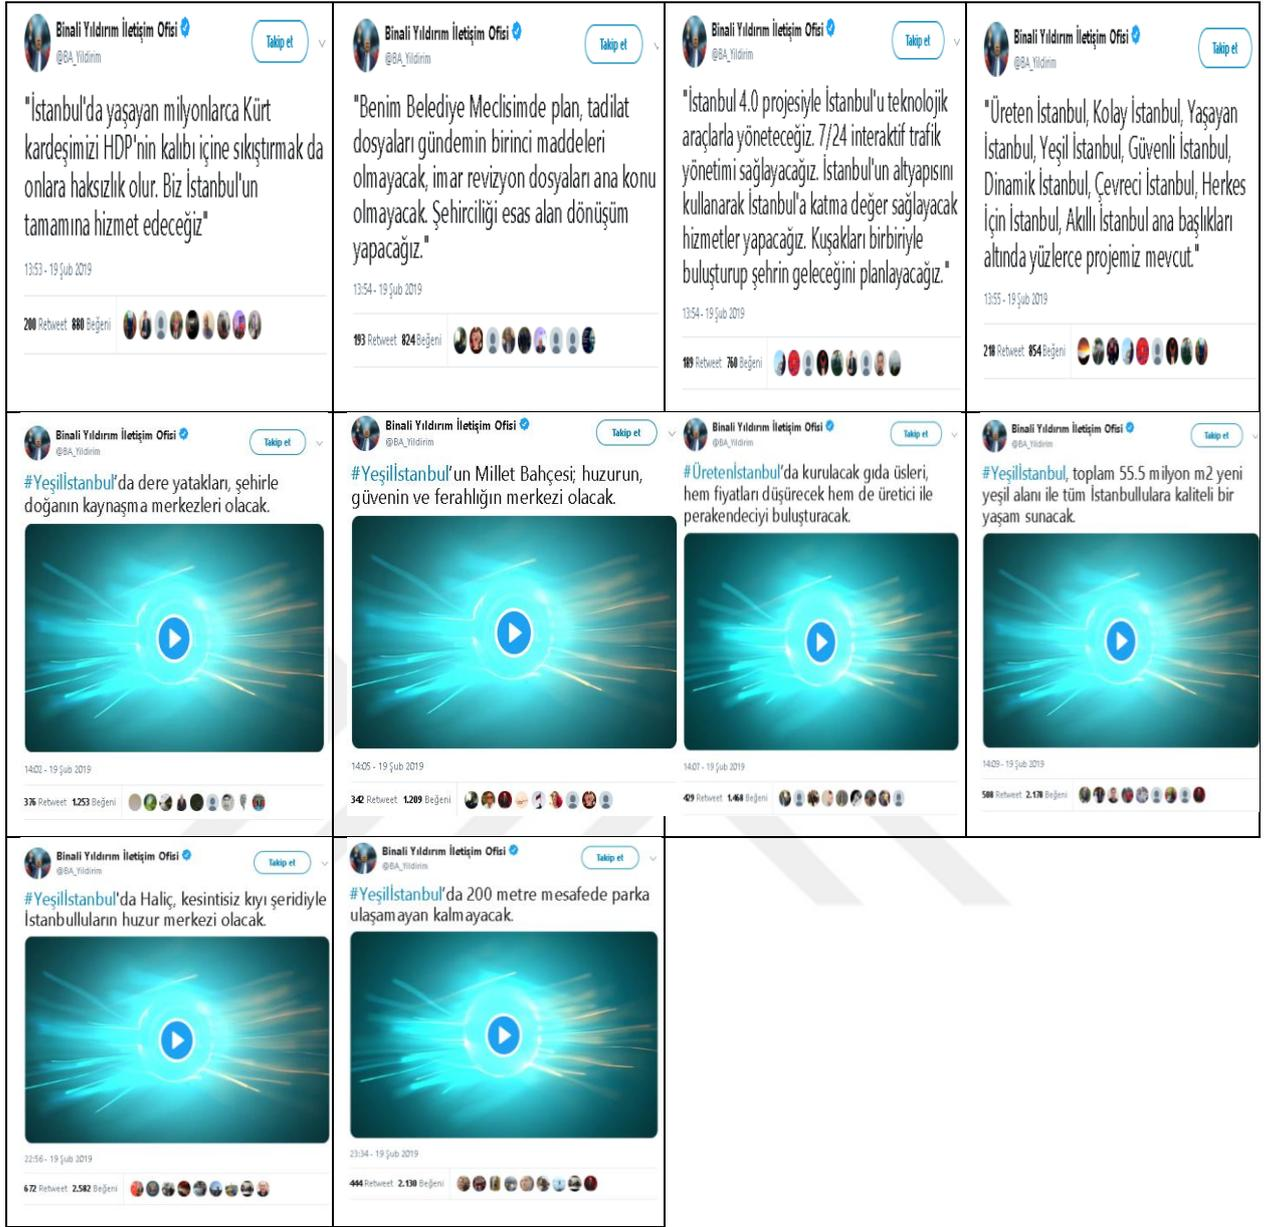 Binali Yıldırım İletişim Ofisi
@BA_Yildirim
Takip et
"İstanbul'da yaşayan milyonlarca Kürt
kardeşimizi HDP'nin kalıbı içine sıkıştırmak da
onlara haksızlık olur. Biz İstanbul'un
tamamına hizmet edeceğiz"
13:53 - 19 Şub 2019
200 Retweet 880 Beğeni
Binali Yıldırım İletişim Ofisi
@BA_Yildirim
Takip et
"Benim Belediye Meclisimde plan, tadilat
dosyaları gündemin birinci maddeleri
olmayacak, imar revizyon dosyaları ana konu
olmayacak. Şehirciliği esas alan dönüşüm
yapacağız."
13:54 - 19 Şub 2019
193 Retweet 824 Beğeni
Binali Yıldırım İletişim Ofisi
@BA_Yildirim
Takip et
"İstanbul 4.0 projesiyle İstanbul'u teknolojik
araçlarla yöneteceğiz. 7/24 interaktif trafik
yönetimi sağlayacağız. İstanbul'un altyapısını
kullanarak İstanbul'a katma değer sağlayacak
hizmetler yapacağız. Kuşakları birbiriyle
buluşturup şehrin geleceğini planlayacağız."
13:54 - 19 Şub 2019
189 Retweet 760 Beğeni
Binali Yıldırım İletişim Ofisi
@BA_Yildirim
Takip et
"Üreten İstanbul, Kolay İstanbul, Yaşayan
İstanbul, Yeşil İstanbul, Güvenli İstanbul,
Dinamik İstanbul, Çevreci İstanbul, Herkes
İçin İstanbul, Akıllı İstanbul ana başlıkları
altında yüzlerce projemiz mevcut."
13:55 - 19 Şub 2019
218 Retweet 854 Beğeni
Binali Yıldırım İletişim Ofisi
@BA_Yildirim
Takip et
#Yeşilİstanbul'da dere yatakları, şehirle
doğanın kaynaşma merkezleri olacak.
14:02 - 19 Şub 2019
376 Retweet 1.253 Beğeni
Binali Yıldırım İletişim Ofisi
@BA_Yildirim
Takip et
#Yeşilİstanbul'un Millet Bahçesi; huzurun,
güvenin ve ferahlığın merkezi olacak.
14:05 - 19 Şub 2019
342 Retweet 1.209 Beğeni
Binali Yıldırım İletişim Ofisi
@BA_Yildirim
Takip et
#Üretenİstanbul'da kurulacak gıda üsleri,
hem fiyatları düşürecek hem de üretici ile
perakendeciyi buluşturacak.
14:07 - 19 Şub 2019
429 Retweet 1.468 Beğeni
Binali Yıldırım İletişim Ofisi
@BA_Yildirim
Takip et
#Yeşilİstanbul, toplam 55.5 milyon m2 yeni
yeşil alanı ile tüm İstanbullulara kaliteli bir
yaşam sunacak.
14:09 - 19 Şub 2019
508 Retweet 2.178 Beğeni
Binali Yıldırım İletişim Ofisi
@BA_Yildirim
Takip et
#Yeşilİstanbul'da Haliç, kesintisiz kıyı şeridiyle
İstanbulluların huzur merkezi olacak.
22:56 - 19 Şub 2019
672 Retweet 2.582 Beğeni
Binali Yıldırım İletişim Ofisi
@BA_Yildirim
Takip et
#Yeşilİstanbul'da 200 metre mesafede parka
ulaşamayan kalmayacak.
23:34 - 19 Şub 2019
444 Retweet 2.130 Beğeni